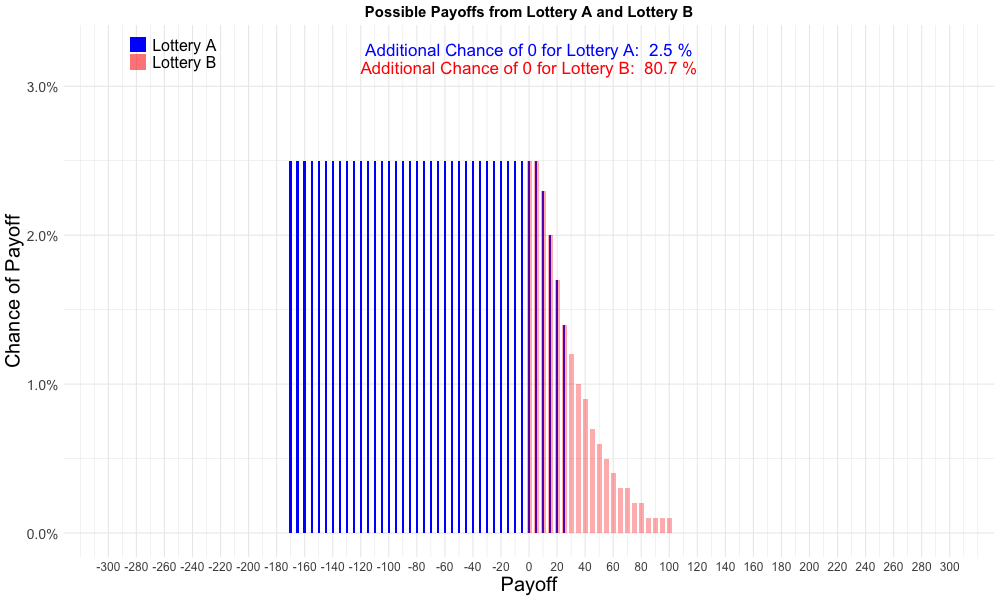 Possible Payoffs from Lottery A and Lottery B
Lottery A
Lottery B
Additional Chance of 0 for Lottery A:  2.5 %
Additional Chance of 0 for Lottery B:  80.7 %
Chance of Payoff
3.0%
2.0%
1.0%
0.0%
-300 -280 -260 -240 -220 -200 -180 -160 -140 -120 -100 -80 -60 -40 -20 0 20 40 60 80 100 120 140 160 180 200 220 240 260 280 300
Payoff